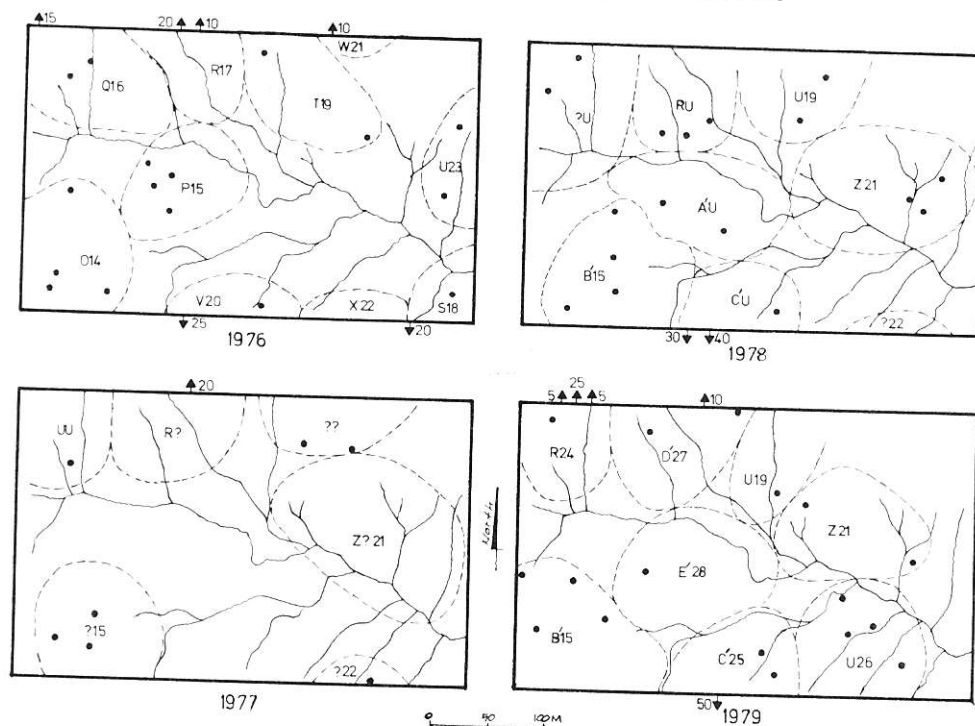 15 20 10 10
W21
Q16 R17 T19
U23
P15
O14
V20 X22 S18
25 20
1976
?U RU U19
Z21
A'U
B'15
C'U
?22
30 40
1978
20
UU R? ??
Z?21
?15
?22
1977
North
5 25 5 10
R24 D'27
U19
Z21
E'28
B'15
C'25 U26
50
1979
0 50 100M